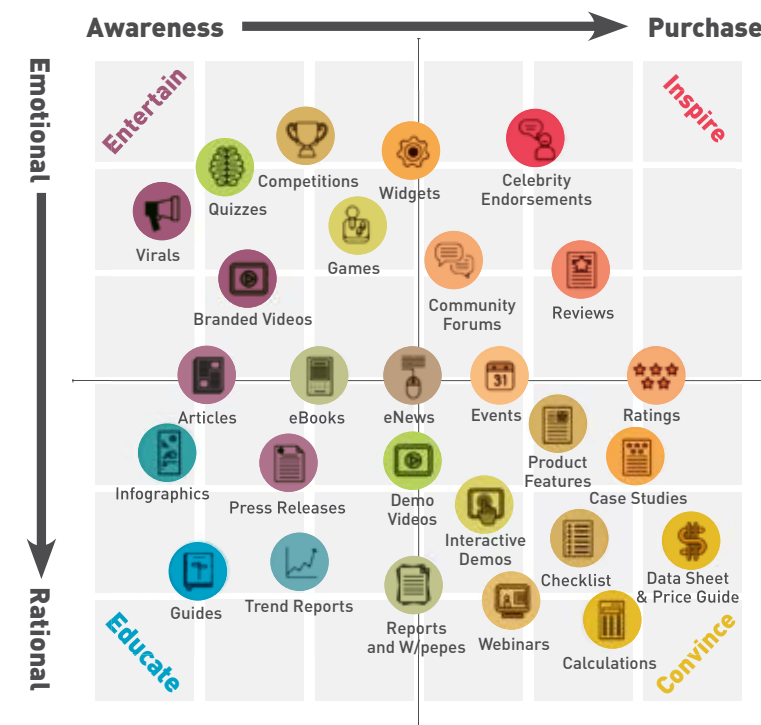 Awareness
Purchase
Emotional
Entertain
Inspire
Competitions
Widgets
Celebrity
Endorsements
Quizzes
Virals
Games
Branded Videos
Community
Forums
Reviews
31
Articles
eBooks
eNews
Events
Ratings
Infographics
Press Releases
Demo
Videos
Product
Features
Case Studies
Interactive
Demos
Checklist
Data Sheet
& Price Guide
Guides
Trend Reports
Reports
and W/pepes
Webinars
Calculations
Rational
Educate
Convince